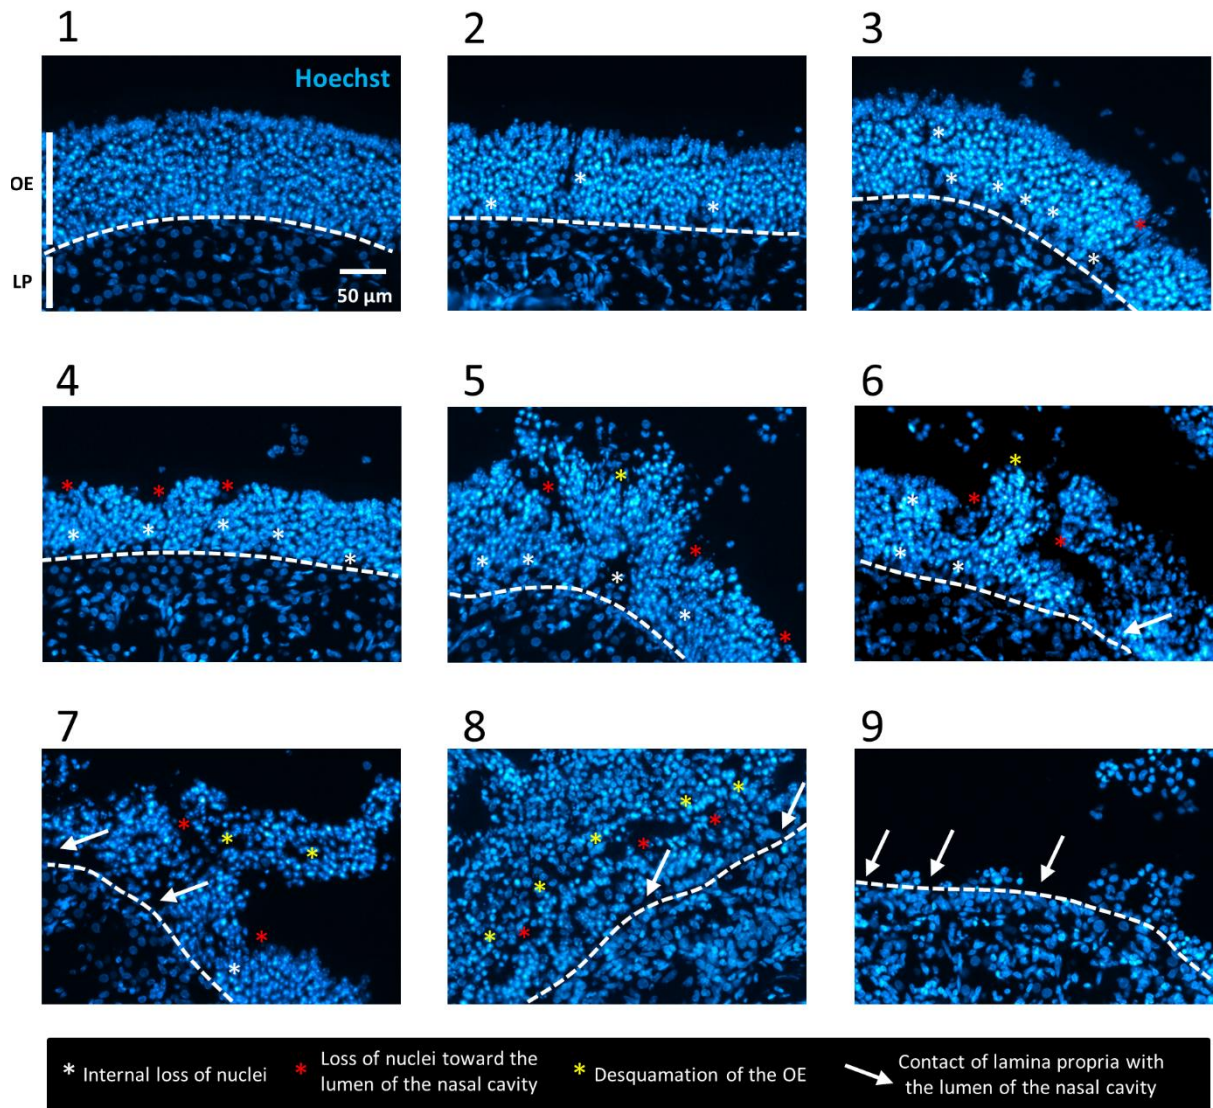 1
2
3
Hoechst
OE
LP
50 µm
4
5
6
7
8
9
* Internal loss of nuclei
* Loss of nuclei toward the
lumen of the nasal cavity
* Desquamation of the OE
Contact of lamina propria with
the lumen of the nasal cavity